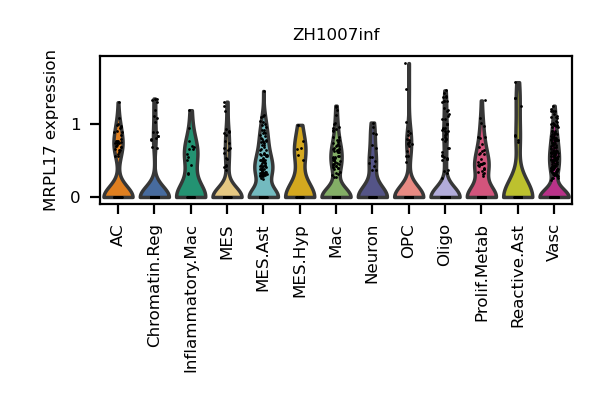 ZH1007inf
MRPL17 expression
1
0
AC
Chromatin.Reg
Inflammatory.Mac
MES
MES.Ast
MES.Hyp
Mac
Neuron
OPC
Oligo
Prolif.Metab
Reactive.Ast
Vasc